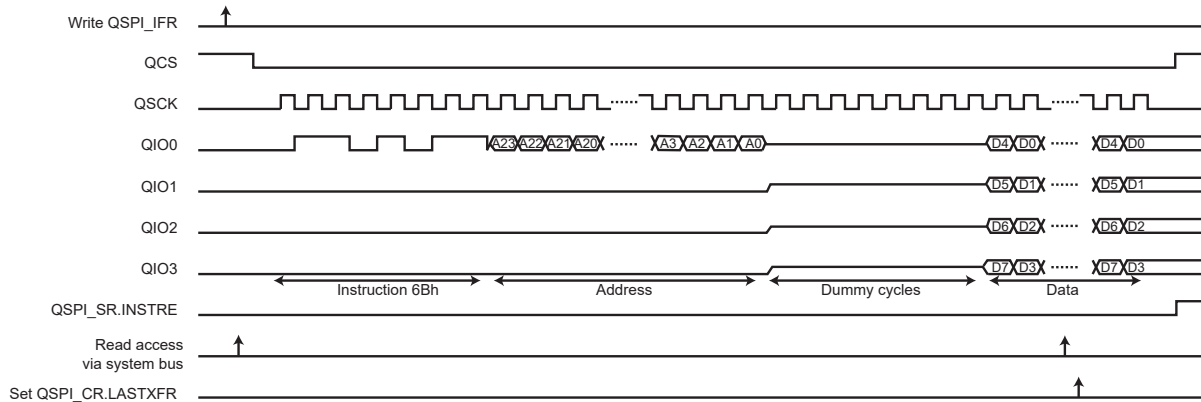 Write QSPI_IFR
QCS
QSCK
QIO0 A23 A22 A21 A20 A3 A2 A1 A0 D4 D0 D4 D0
QIO1 D5 D1 D5 D1
QIO2 D6 D2 D6 D2
QIO3 D7 D3 D7 D3
Instruction 6Bh Address Dummy cycles Data
QSPI_SR.INSTRE
Read access
via system bus
Set QSPI_CR.LASTXFR